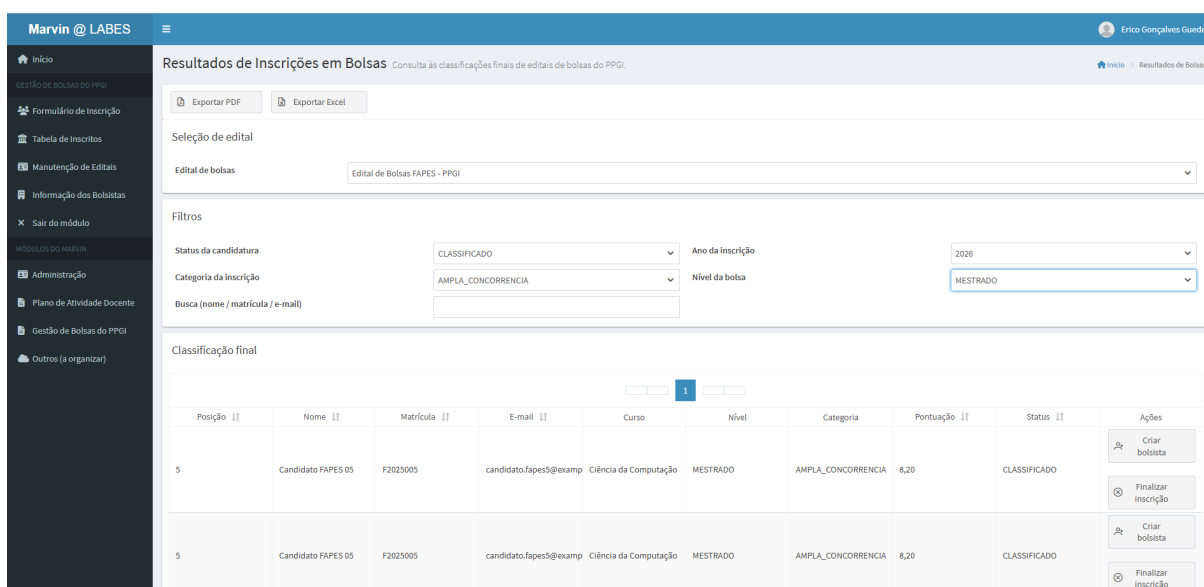 Marvin @ LABES
Erico Gonçalves Guede
Início
Resultados de Inscrições em Bolsas Consulta às classificações finais de editais de bolsas do PPGI.
Início > Resultados de Bolsas
GESTÃO DE BOLSAS DO PPGI
Formulário de Inscrição
Tabela de Inscritos
Manutenção de Editais
Informação dos Bolsistas
Sair do módulo
MÓDULOS DO MARVIN
Administração
Plano de Atividade Docente
Gestão de Bolsas do PPGI
Outros (a organizar)
Exportar PDF Exportar Excel
Seleção de edital
Edital de bolsas Edital de Bolsas FAPES - PPGI
Filtros
Status da candidatura CLASSIFICADO Ano da inscrição 2026
Categoria da inscrição AMPLA_CONCORRENCIA Nível da bolsa MESTRADO
Busca (nome / matrícula / e-mail)
Classificação final
1
Posição Nome Matrícula E-mail Curso Nível Categoria Pontuação Status Ações
5 Candidato FAPES 05 F2025005 candidato.fapes5@examp Ciência da Computação MESTRADO AMPLA_CONCORRENCIA 8,20 CLASSIFICADO
Criar
bolsista
Finalizar
inscrição
5 Candidato FAPES 05 F2025005 candidato.fapes5@examp Ciência da Computação MESTRADO AMPLA_CONCORRENCIA 8,20 CLASSIFICADO
Criar
bolsista
Finalizar
inscrição